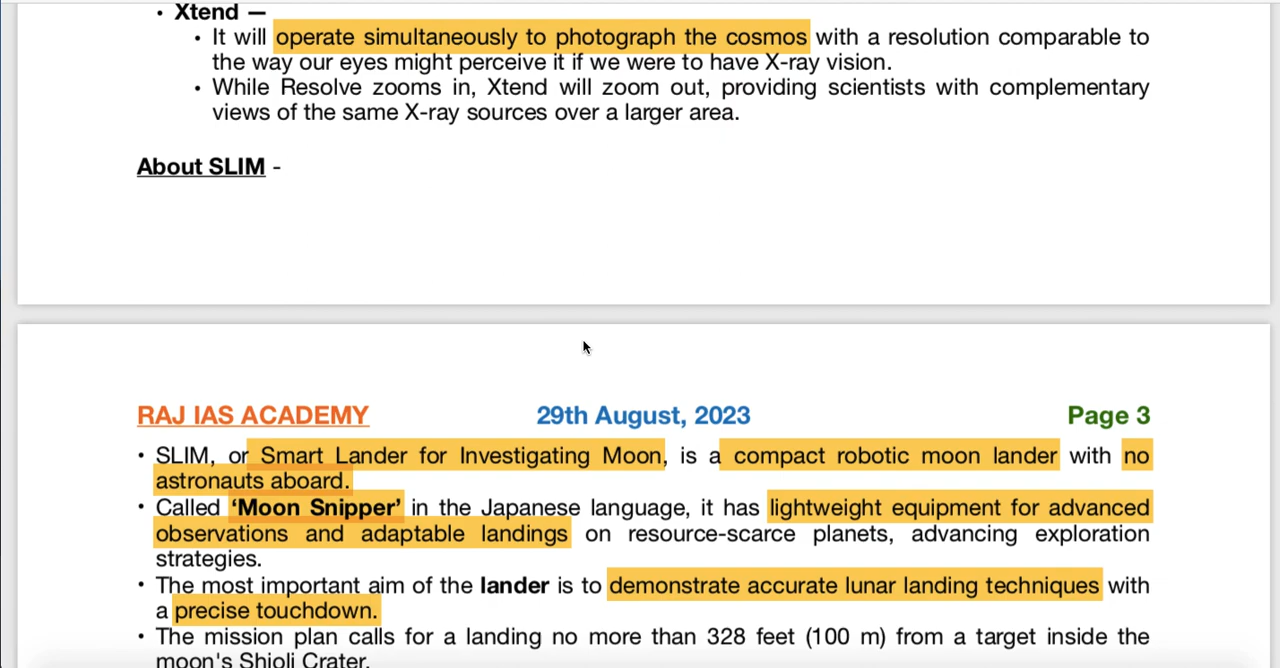 • Xtend —
• It will operate simultaneously to photograph the cosmos with a resolution comparable to
the way our eyes might perceive it if we were to have X-ray vision.
• While Resolve zooms in, Xtend will zoom out, providing scientists with complementary
views of the same X-ray sources over a larger area.
About SLIM -
RAJ IAS ACADEMY 29th August, 2023 Page 3
• SLIM, or Smart Lander for Investigating Moon, is a compact robotic moon lander with no
astronauts aboard.
• Called ‘Moon Snipper’ in the Japanese language, it has lightweight equipment for advanced
observations and adaptable landings on resource-scarce planets, advancing exploration
strategies.
• The most important aim of the lander is to demonstrate accurate lunar landing techniques with
a precise touchdown.
• The mission plan calls for a landing no more than 328 feet (100 m) from a target inside the
moon's Shioli Crater.